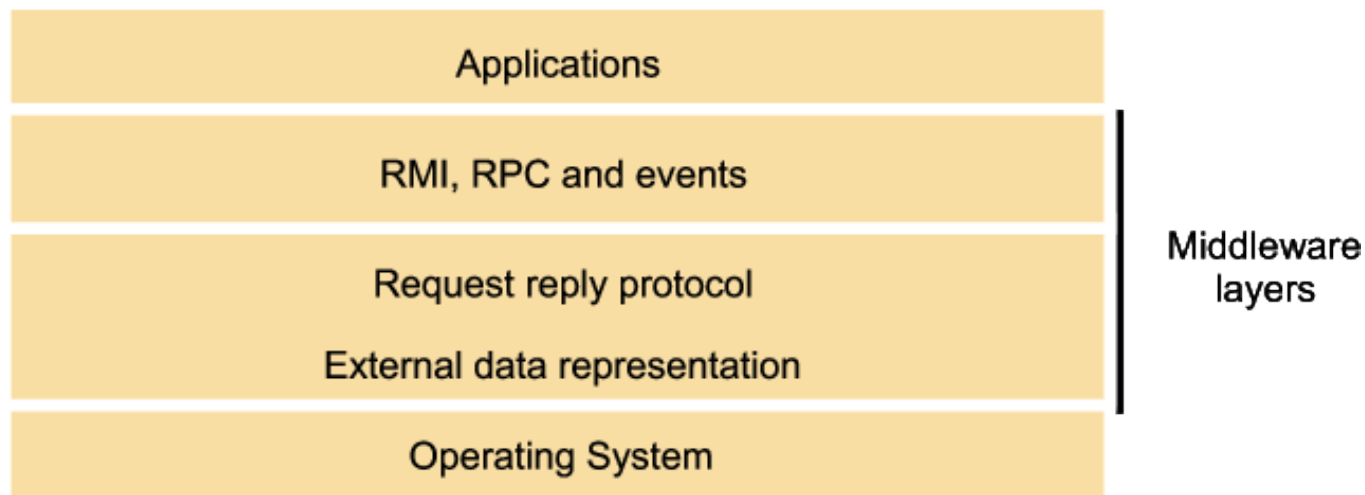 Applications
RMI, RPC and events
Request reply protocol
External data representation
Operating System
Middleware
layers